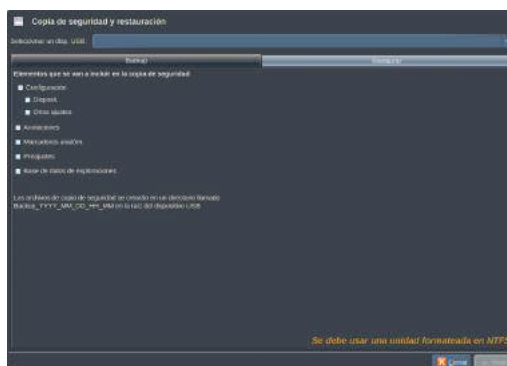 Copia de seguridad y restauración
Seleccionar un disp. USB:
Backup
Restaurar
Elementos que se van a incluir en la copia de seguridad
Configuración
Disposit.
Otros ajustes
Anotaciones
Marcadores
Preajustes
Base de datos de exploraciones
Los archivos de copia de seguridad se crearán en un directorio llamado
Backup_YYYY_MM_DD_HH_MM en la raíz del dispositivo USB
Se debe usar una unidad formateada en NTFS
Cerrar